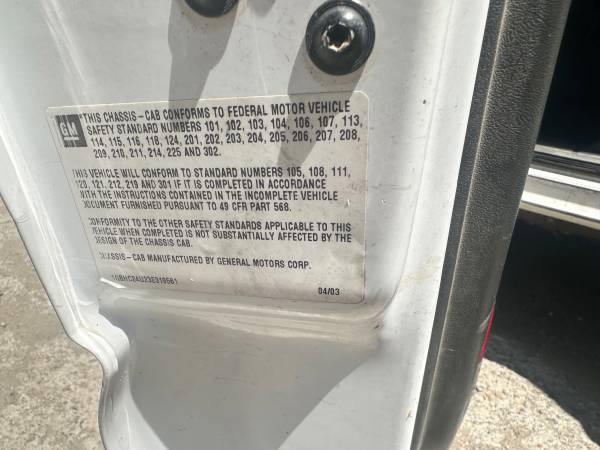 GM
*THIS CHASSIS-CAB CONFORMS TO FEDERAL MOTOR VEHICLE
SAFETY STANDARD NUMBERS 101, 102, 103, 104, 106, 107, 113,
114, 115, 116, 118, 124, 201, 202, 203, 204, 205, 206, 207, 208,
209, 210, 211, 214, 225 AND 302.
THIS VEHICLE WILL CONFORM TO STANDARD NUMBERS 105, 108, 111,
120, 121, 212, 219 AND 301 IF IT IS COMPLETED IN ACCORDANCE
WITH THE INSTRUCTIONS CONTAINED IN THE INCOMPLETE VEHICLE
DOCUMENT FURNISHED PURSUANT TO 49 CFR PART 568.
CONFORMITY TO THE OTHER SAFETY STANDARDS APPLICABLE TO THIS
VEHICLE WHEN COMPLETED IS NOT SUBSTANTIALLY AFFECTED BY THE
DESIGN OF THE CHASSIS CAB.
CHASSIS-CAB MANUFACTURED BY GENERAL MOTORS CORP.
04/03